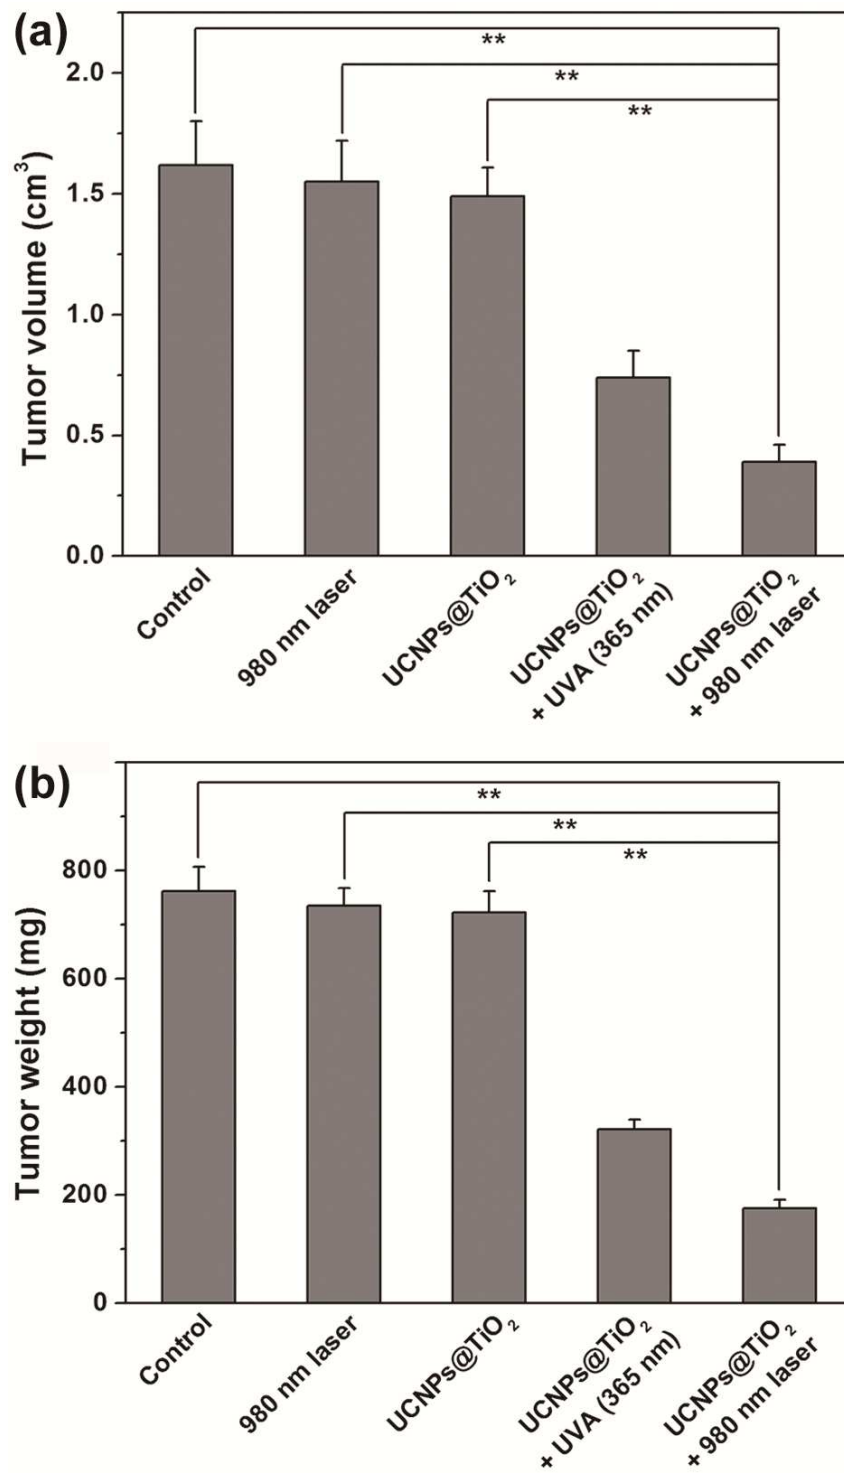 (a)
**
**
**
Tumor volume (cm³)
2.0
1.5
1.0
0.5
0.0
Control
980 nm laser
UCNPs@TiO₂
UCNPs@TiO₂
+ UVA (365 nm)
UCNPs@TiO₂
+ 980 nm laser
(b)
**
**
**
Tumor weight (mg)
800
600
400
200
0
Control
980 nm laser
UCNPs@TiO₂
UCNPs@TiO₂
+ UVA (365 nm)
UCNPs@TiO₂
+ 980 nm laser